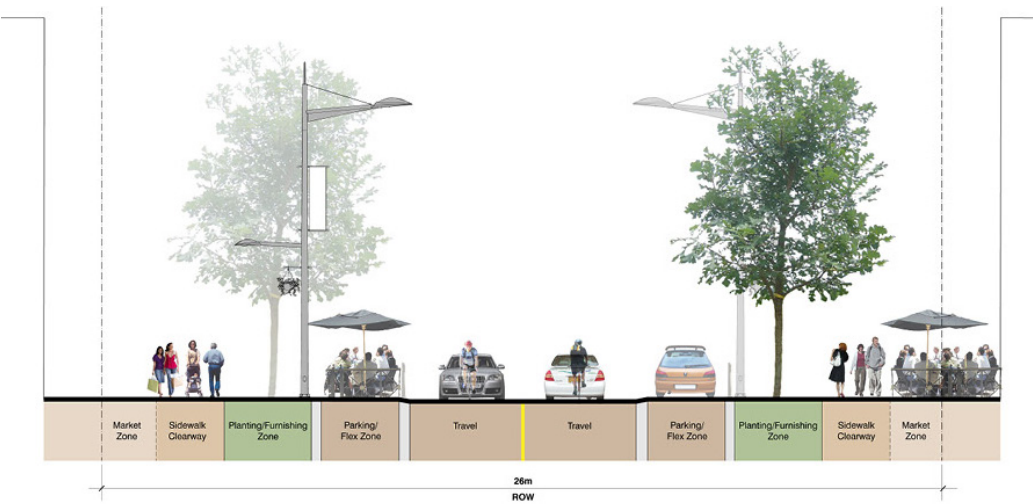 Market
Zone
Sidewalk
Clearway
Planting/Furnishing
Zone
Parking/
Flex Zone
Travel
Travel
Parking/
Flex Zone
Planting/Furnishing
Zone
Sidewalk
Clearway
Market
Zone
26m
ROW